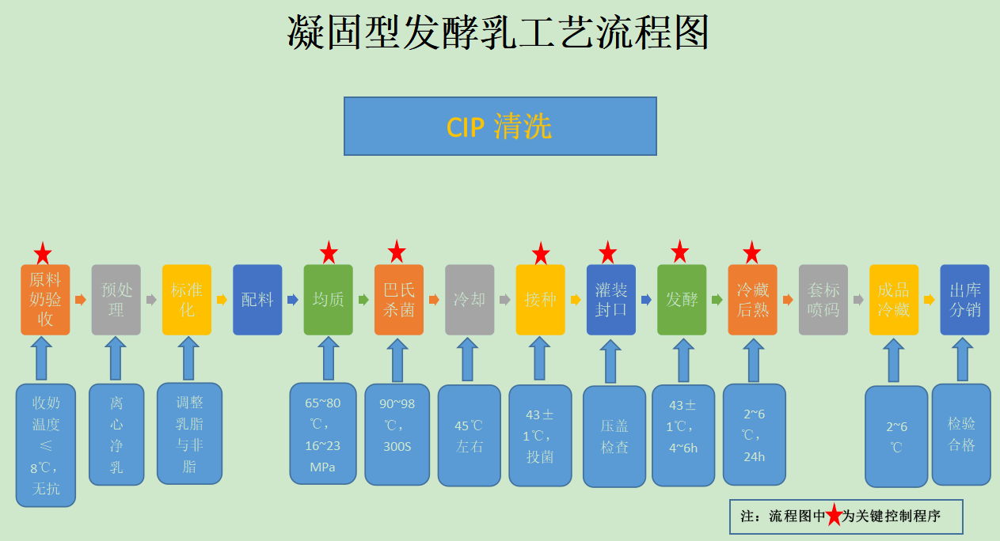 凝固型发酵乳工艺流程图
CIP 清洗
原料
奶验
收
预处
理
标准
化
配料
均质
巴氏
杀菌
冷却
接种
灌装
封口
发酵
冷藏
后熟
套标
喷码
成品
冷藏
出库
分销
收奶
温度
≤
8℃，
无抗
离
心
净
乳
调整
乳脂
与非
脂
65~80
℃，
16~23
MPa
90~98
℃，
300S
45℃
左右
43±
1℃，
投菌
压盖
检查
43±
1℃，
4~6h
2~6
℃，
24h
2~6
℃
检验
合格
注：流程图中★为关键控制程序